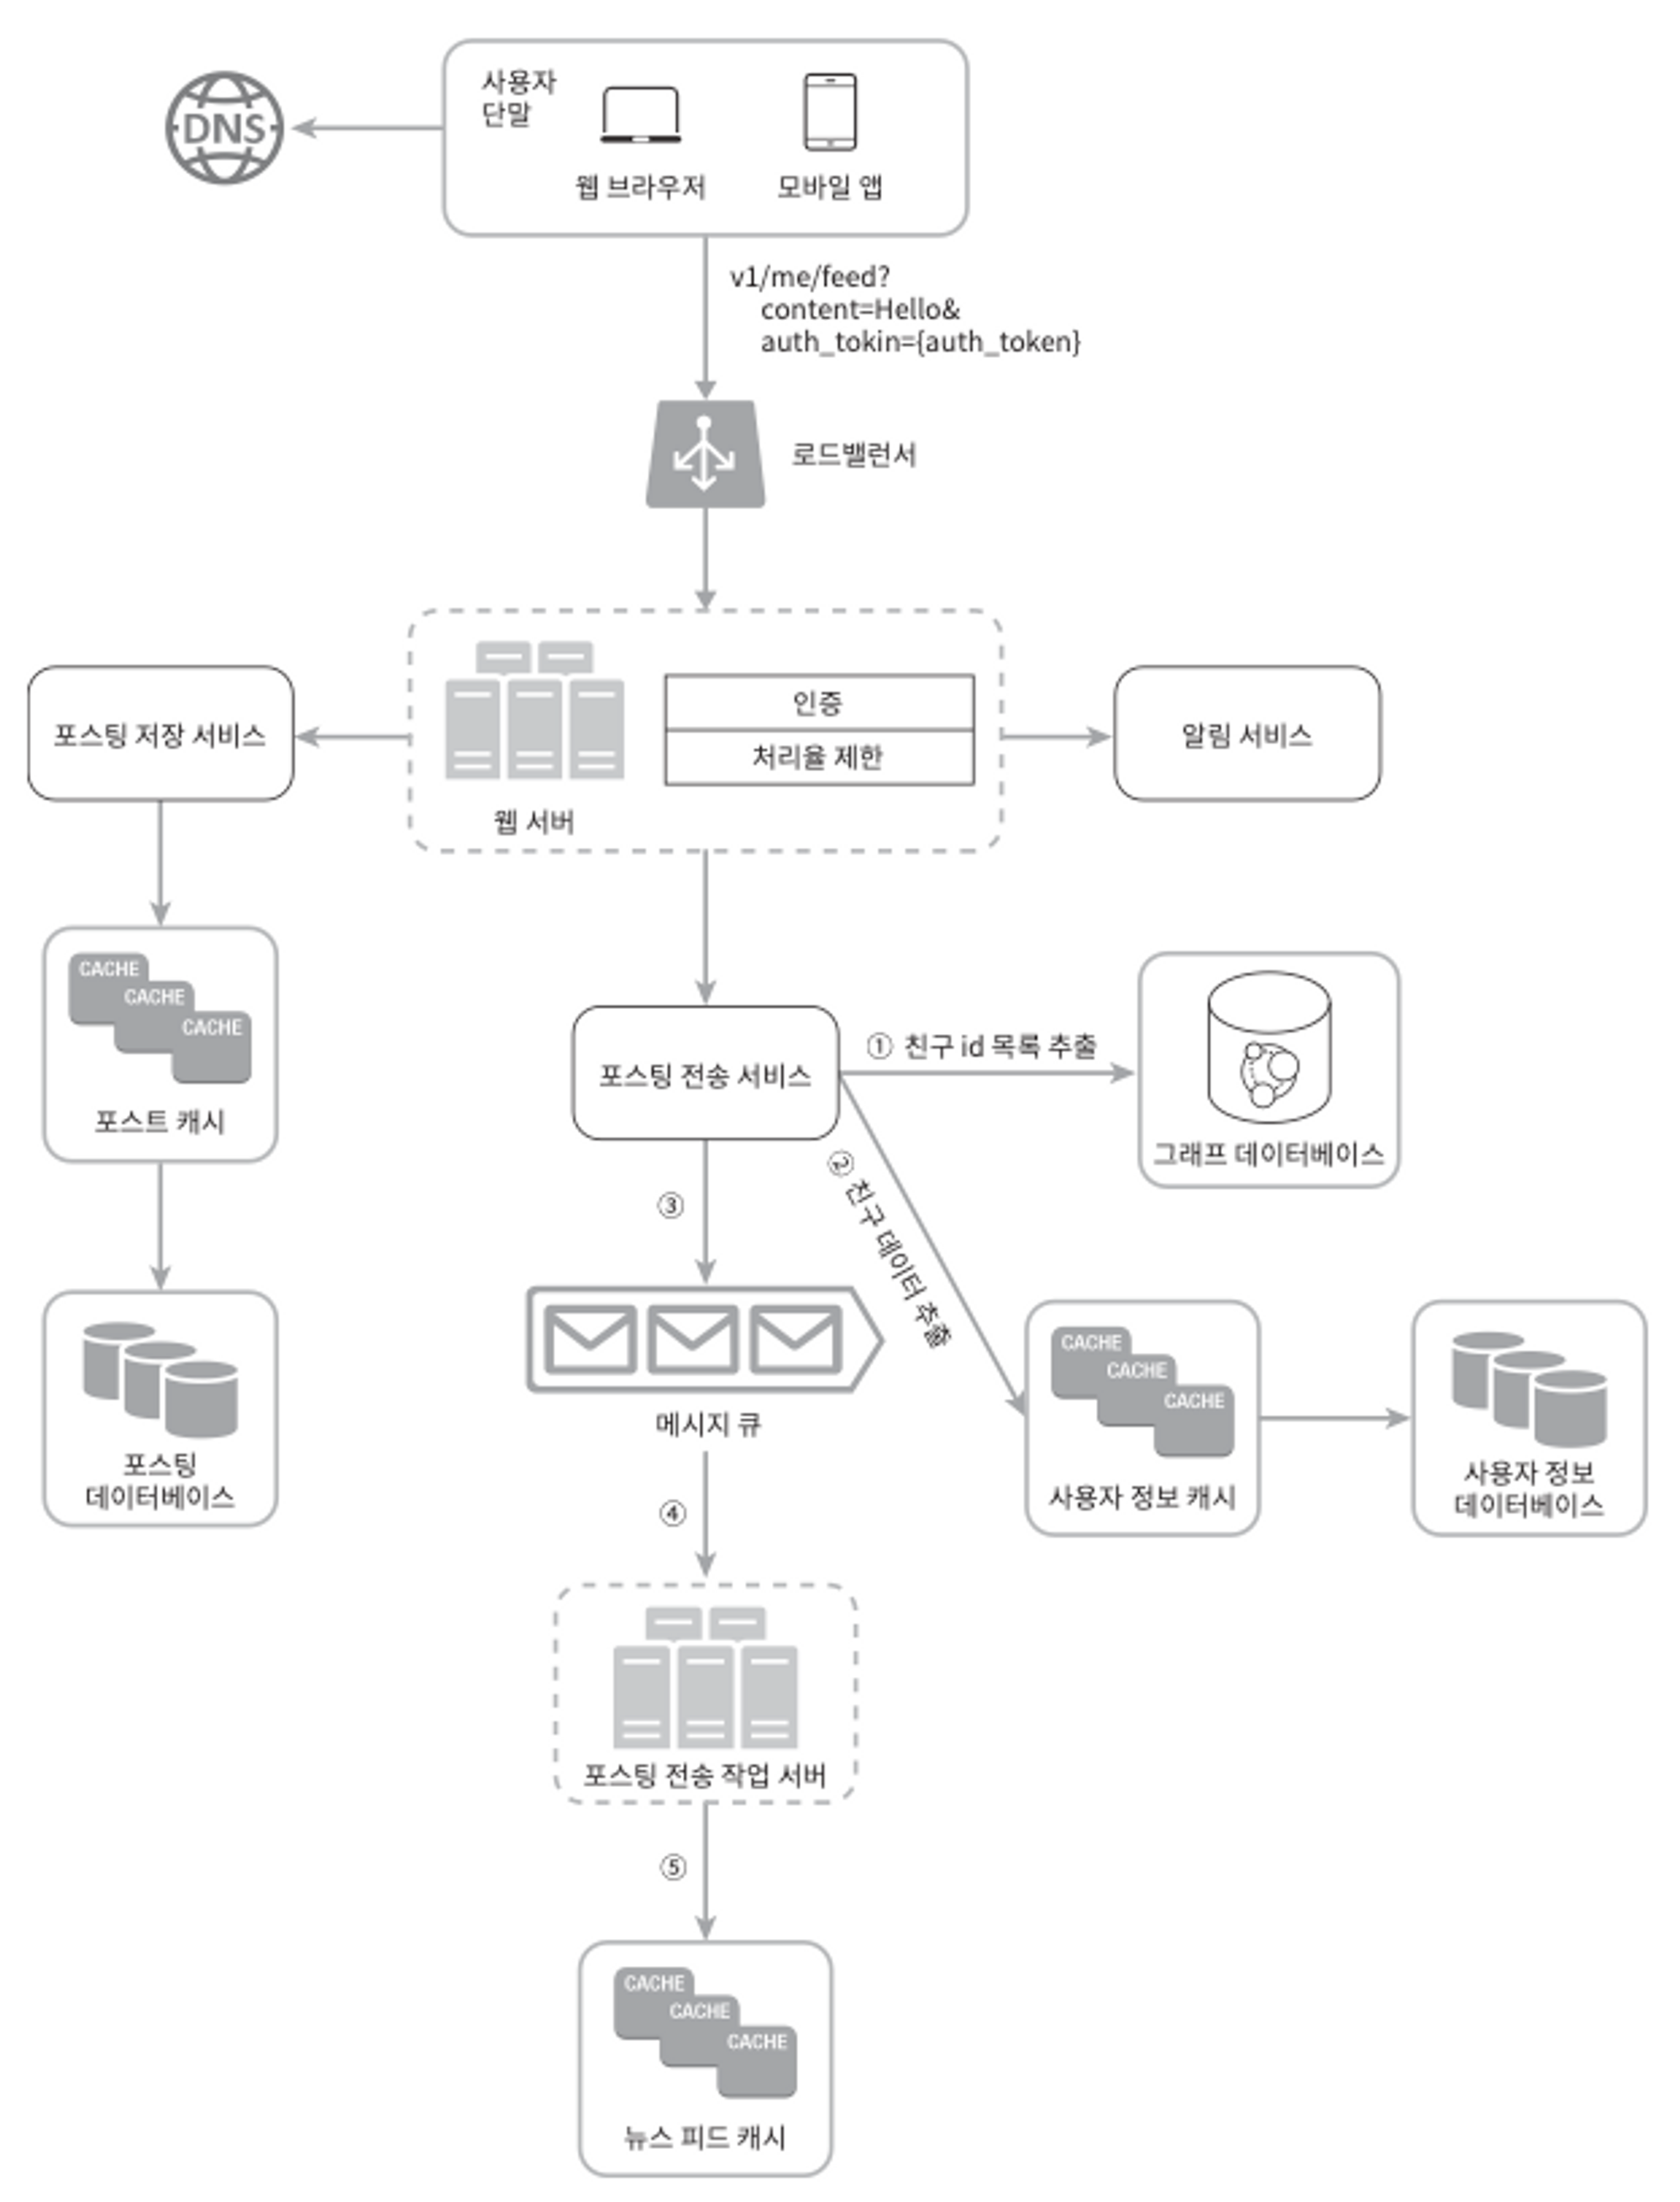 DNS
사용자
단말
웹 브라우저
모바일 앱
v1/me/feed?
content=Hello&
auth_tokin={auth_token}
로드밸런서
포스팅 저장 서비스
인증
처리율 제한
웹 서버
알림 서비스
CACHE
CACHE
CACHE
포스트 캐시
포스팅 전송 서비스
① 친구 id 목록 추출
그래프 데이터베이스
② 친구 데이터 추출
③
메시지 큐
포스팅
데이터베이스
CACHE
CACHE
CACHE
사용자 정보 캐시
사용자 정보
데이터베이스
④
포스팅 전송 작업 서버
⑤
CACHE
CACHE
CACHE
뉴스 피드 캐시